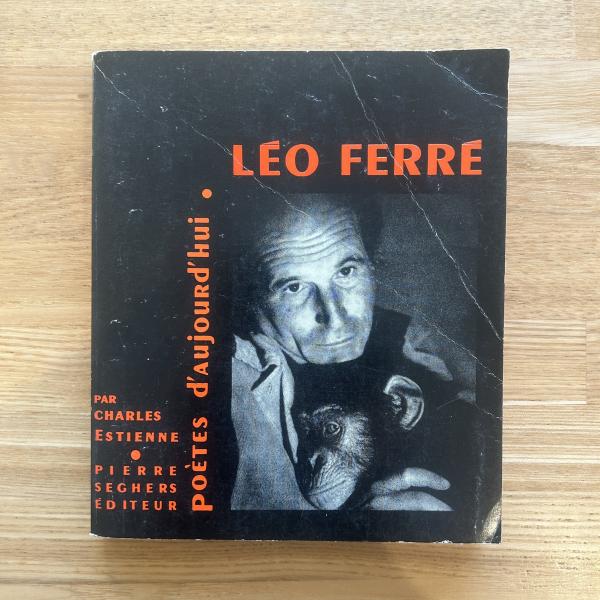 LÉO FERRÉ
POÈTES d'AUJOURd'hui •
PAR
CHARLES
ESTIENNE
•
PIERRE
SEGHERS
ÉDITEUR